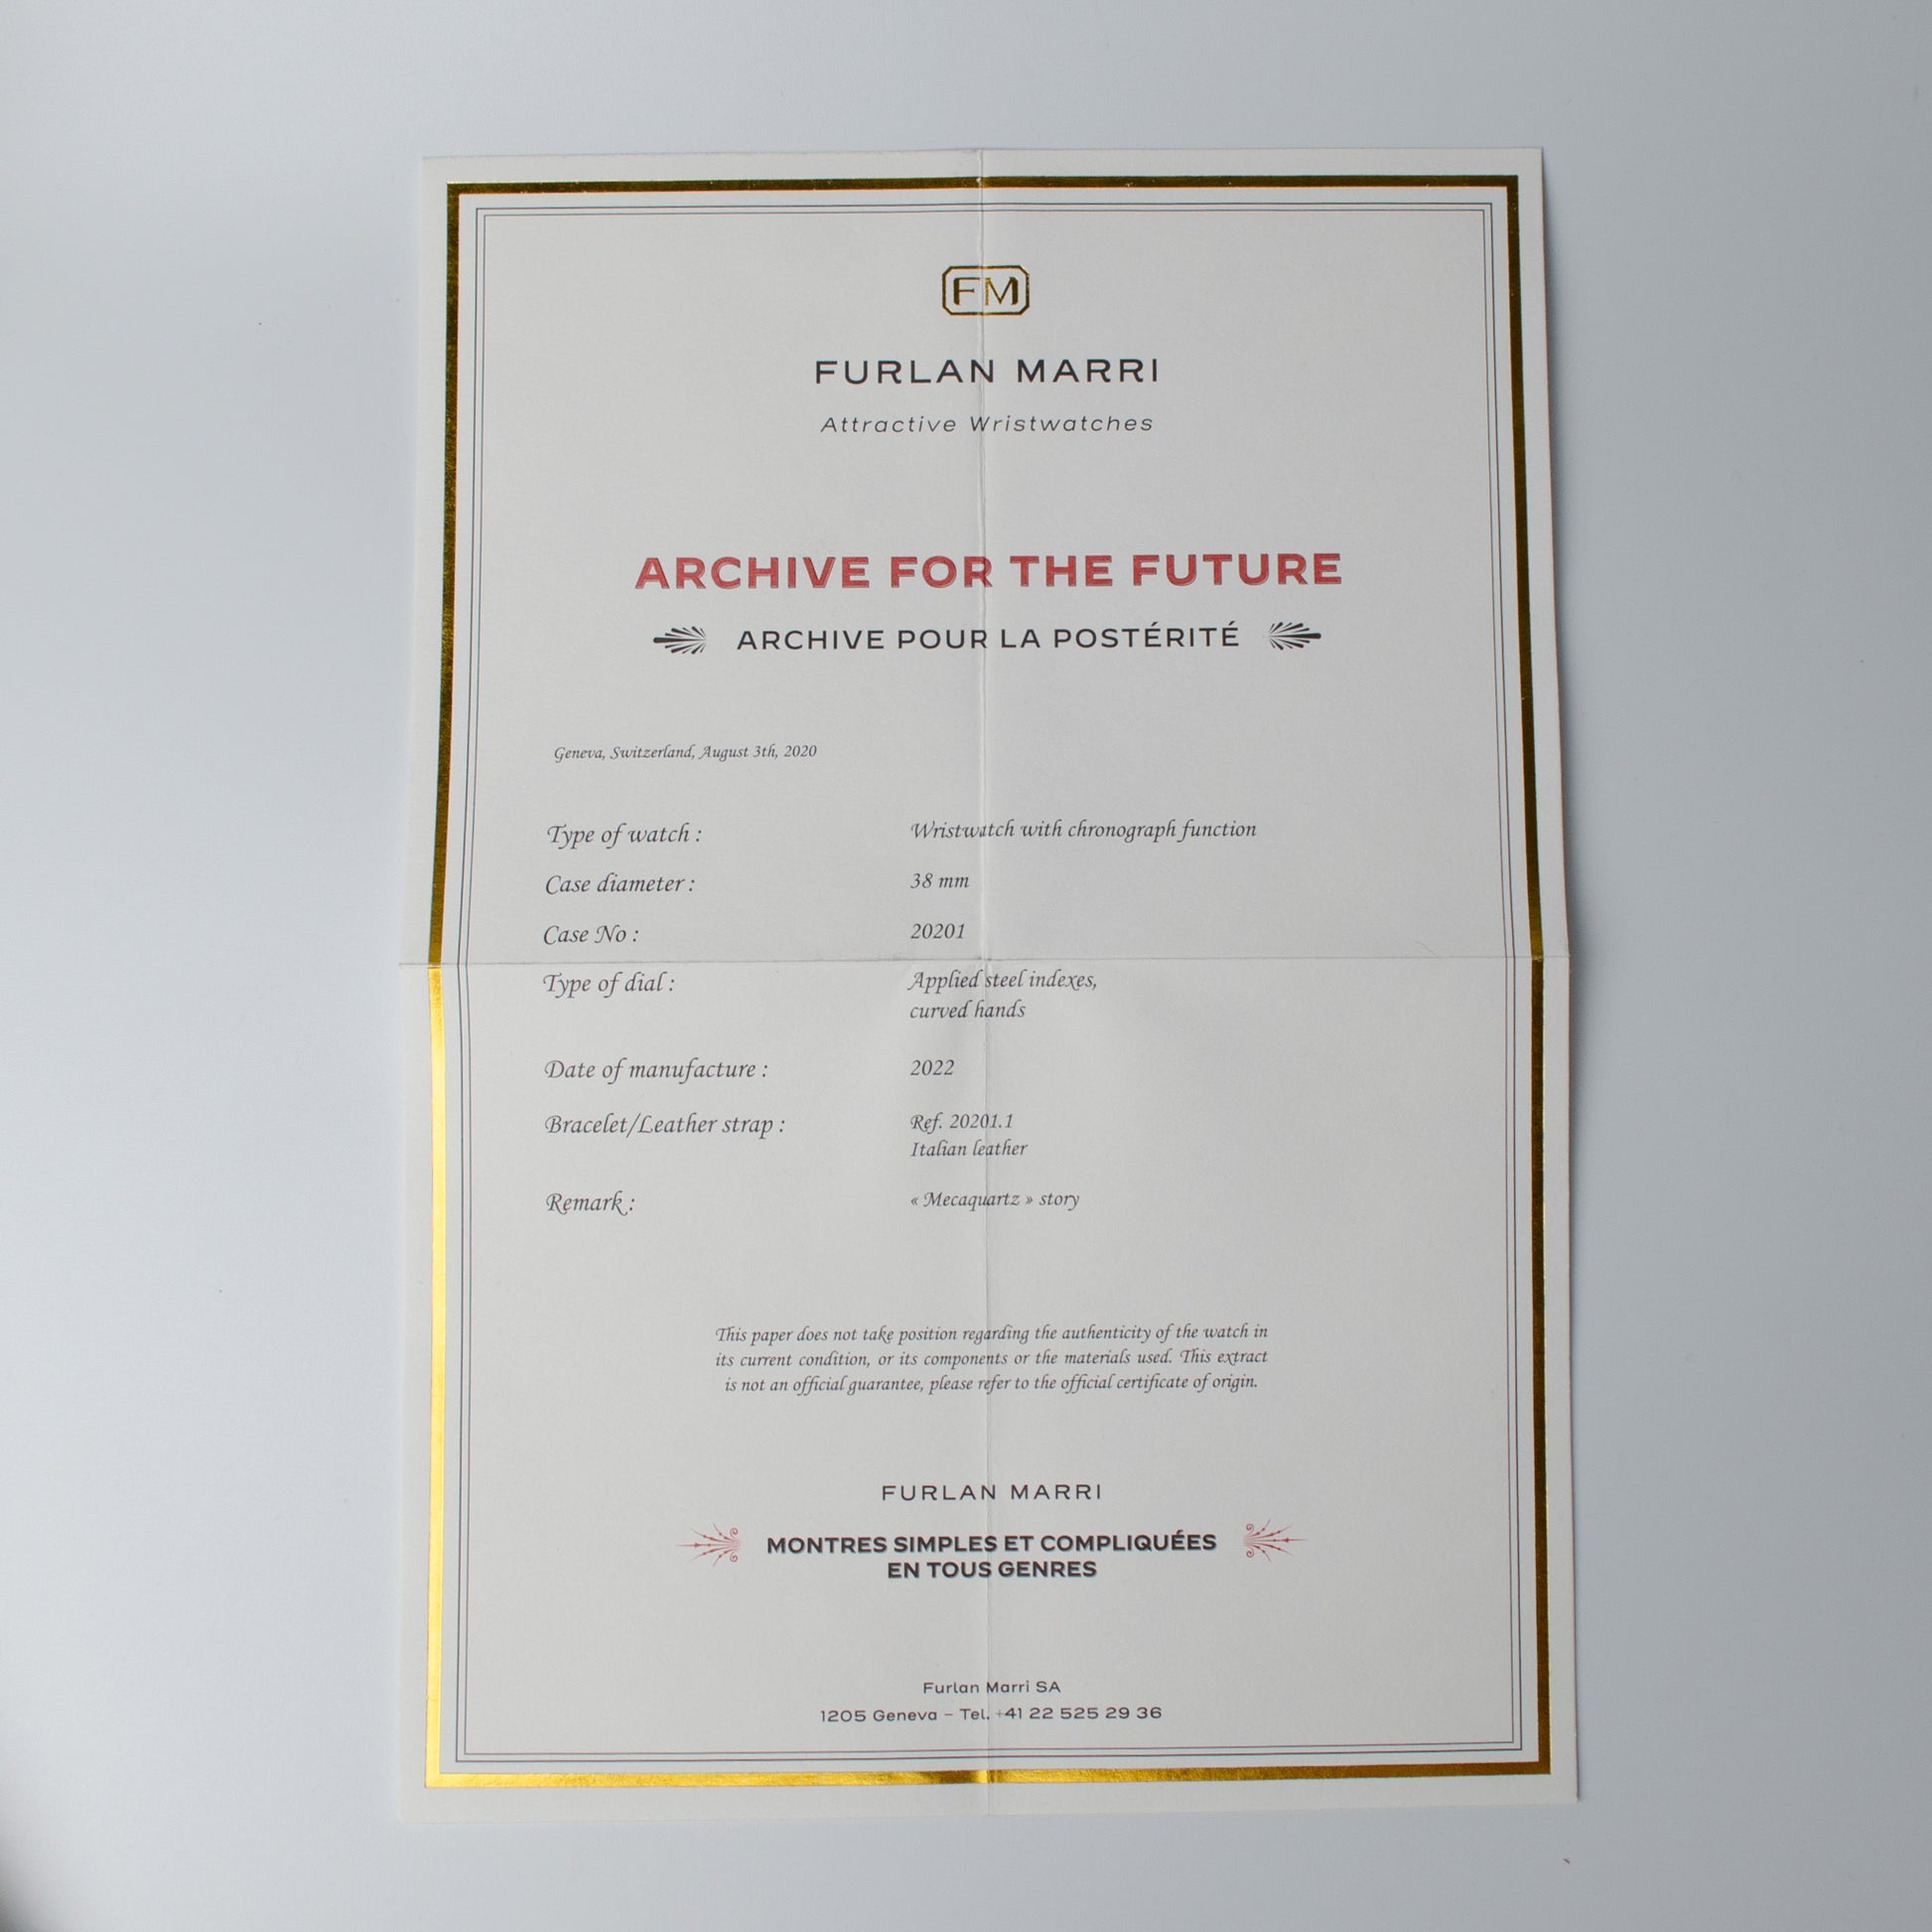 FM
FURLAN MARRI
Attractive Wristwatches
ARCHIVE FOR THE FUTURE
ARCHIVE POUR LA POSTÉRITÉ
Geneva, Switzerland, August 3th, 2020
Type of watch : Wristwatch with chronograph function
Case diameter : 38 mm
Case No : 20201
Type of dial : Applied steel indexes,
curved hands
Date of manufacture : 2022
Bracelet/Leather strap : Ref. 20201.1
Italian leather
Remark : « Mecaquartz » story
This paper does not take position regarding the authenticity of the watch in
its current condition, or its components or the materials used. This extract
is not an official guarantee, please refer to the official certificate of origin.
FURLAN MARRI
MONTRES SIMPLES ET COMPLIQUÉES
EN TOUS GENRES
Furlan Marri SA
1205 Geneva – Tel. +41 22 525 29 36